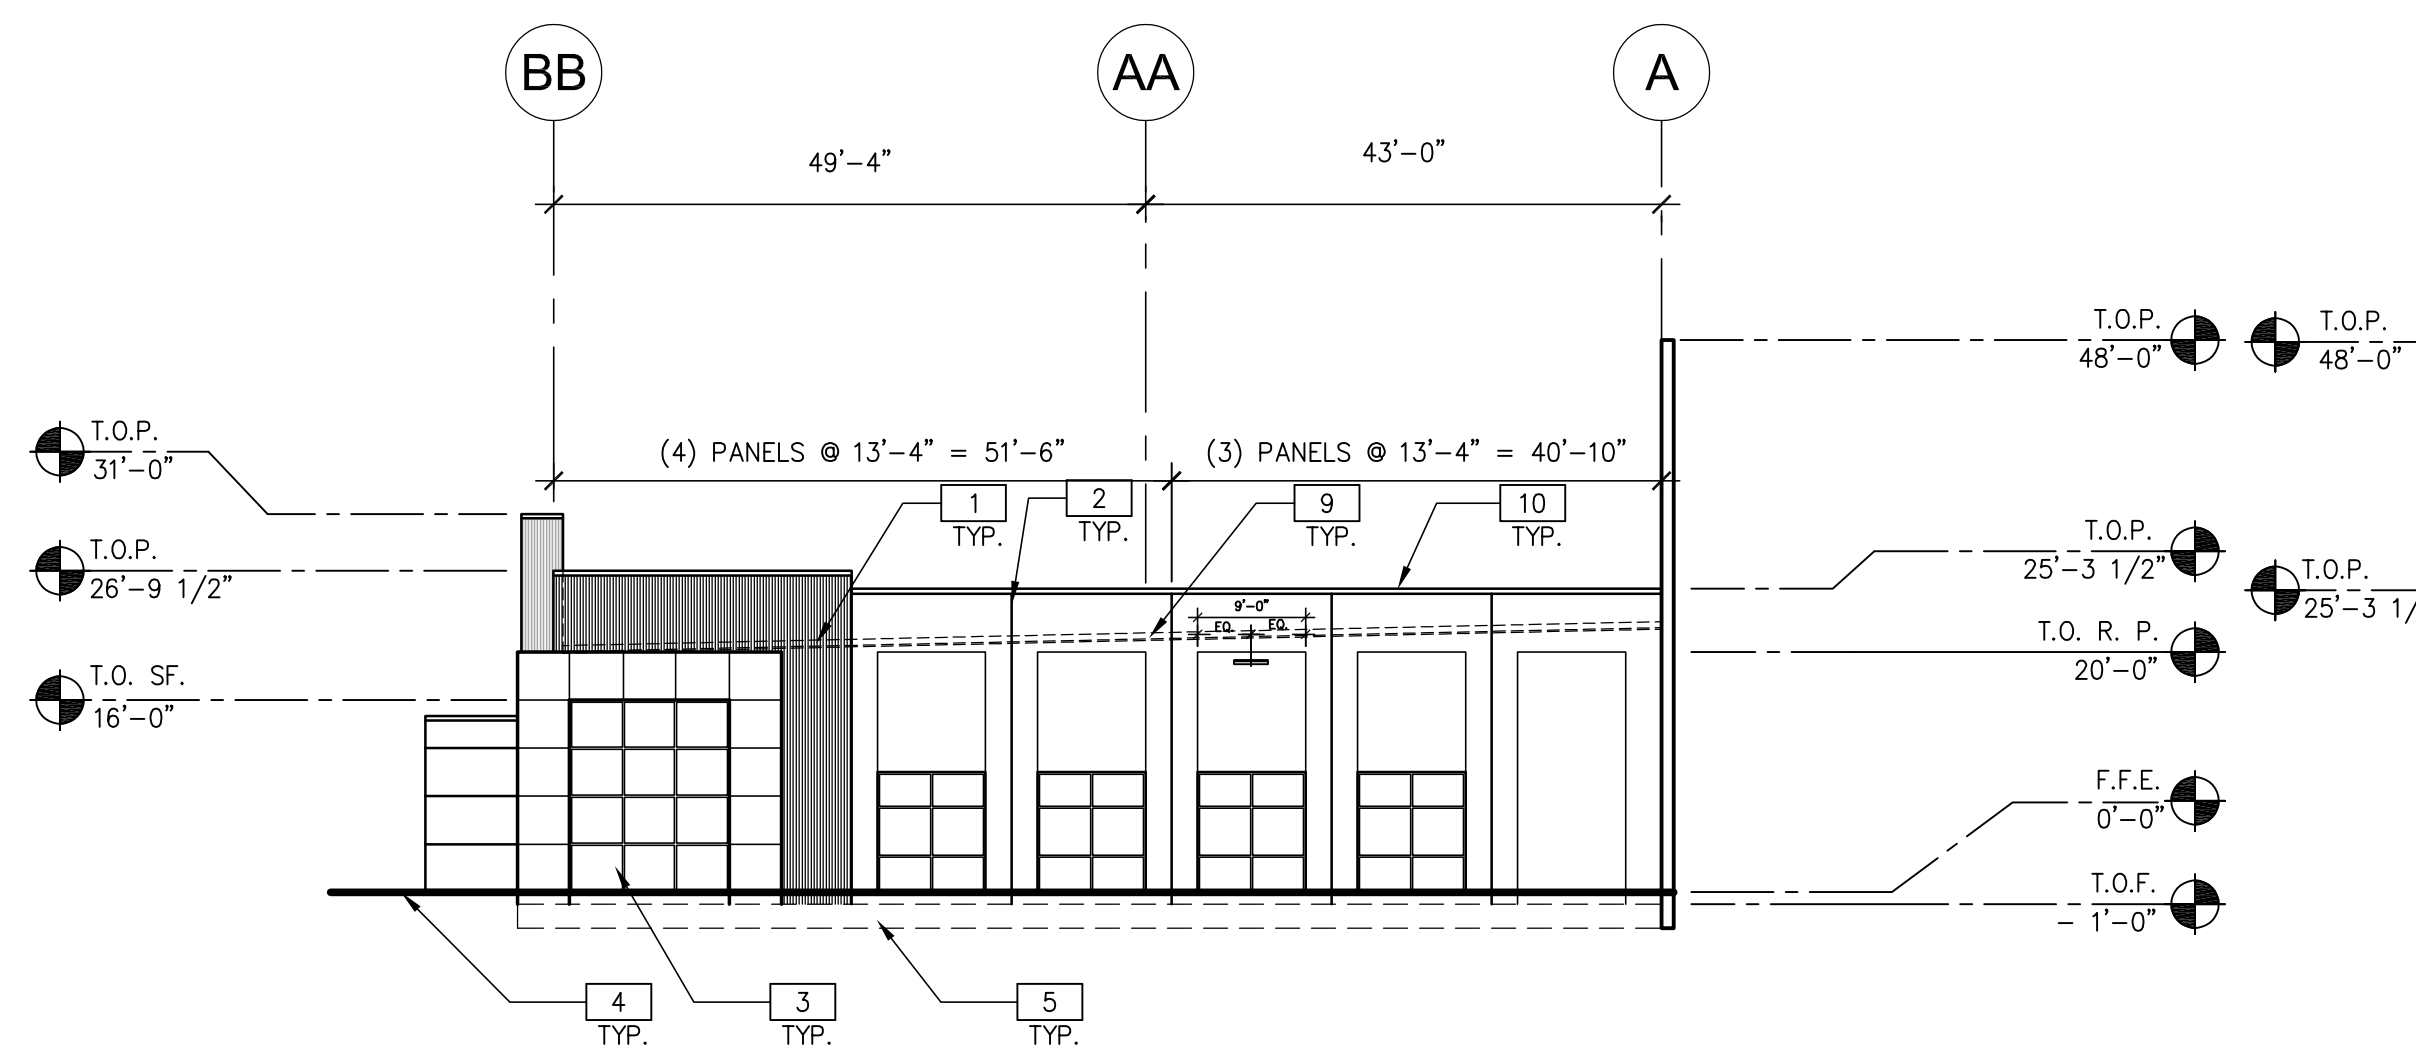 BB
AA
A
49'-4"
43'-0"
T.O.P.
48'-0"
T.O.P.
48'-0"
T.O.P.
31'-0"
(4) PANELS @ 13'-4" = 51'-6"
(3) PANELS @ 13'-4" = 40'-10"
1
TYP.
2
TYP.
9
TYP.
10
TYP.
T.O.P.
26'-9 1/2"
T.O.P.
25'-3 1/2"
T.O.P.
25'-3 1/
9'-0"
EQ.
EQ.
T.O. R. P.
20'-0"
T.O. SF.
16'-0"
F.F.E.
0'-0"
T.O.F.
- 1'-0"
4
TYP.
3
TYP.
5
TYP.